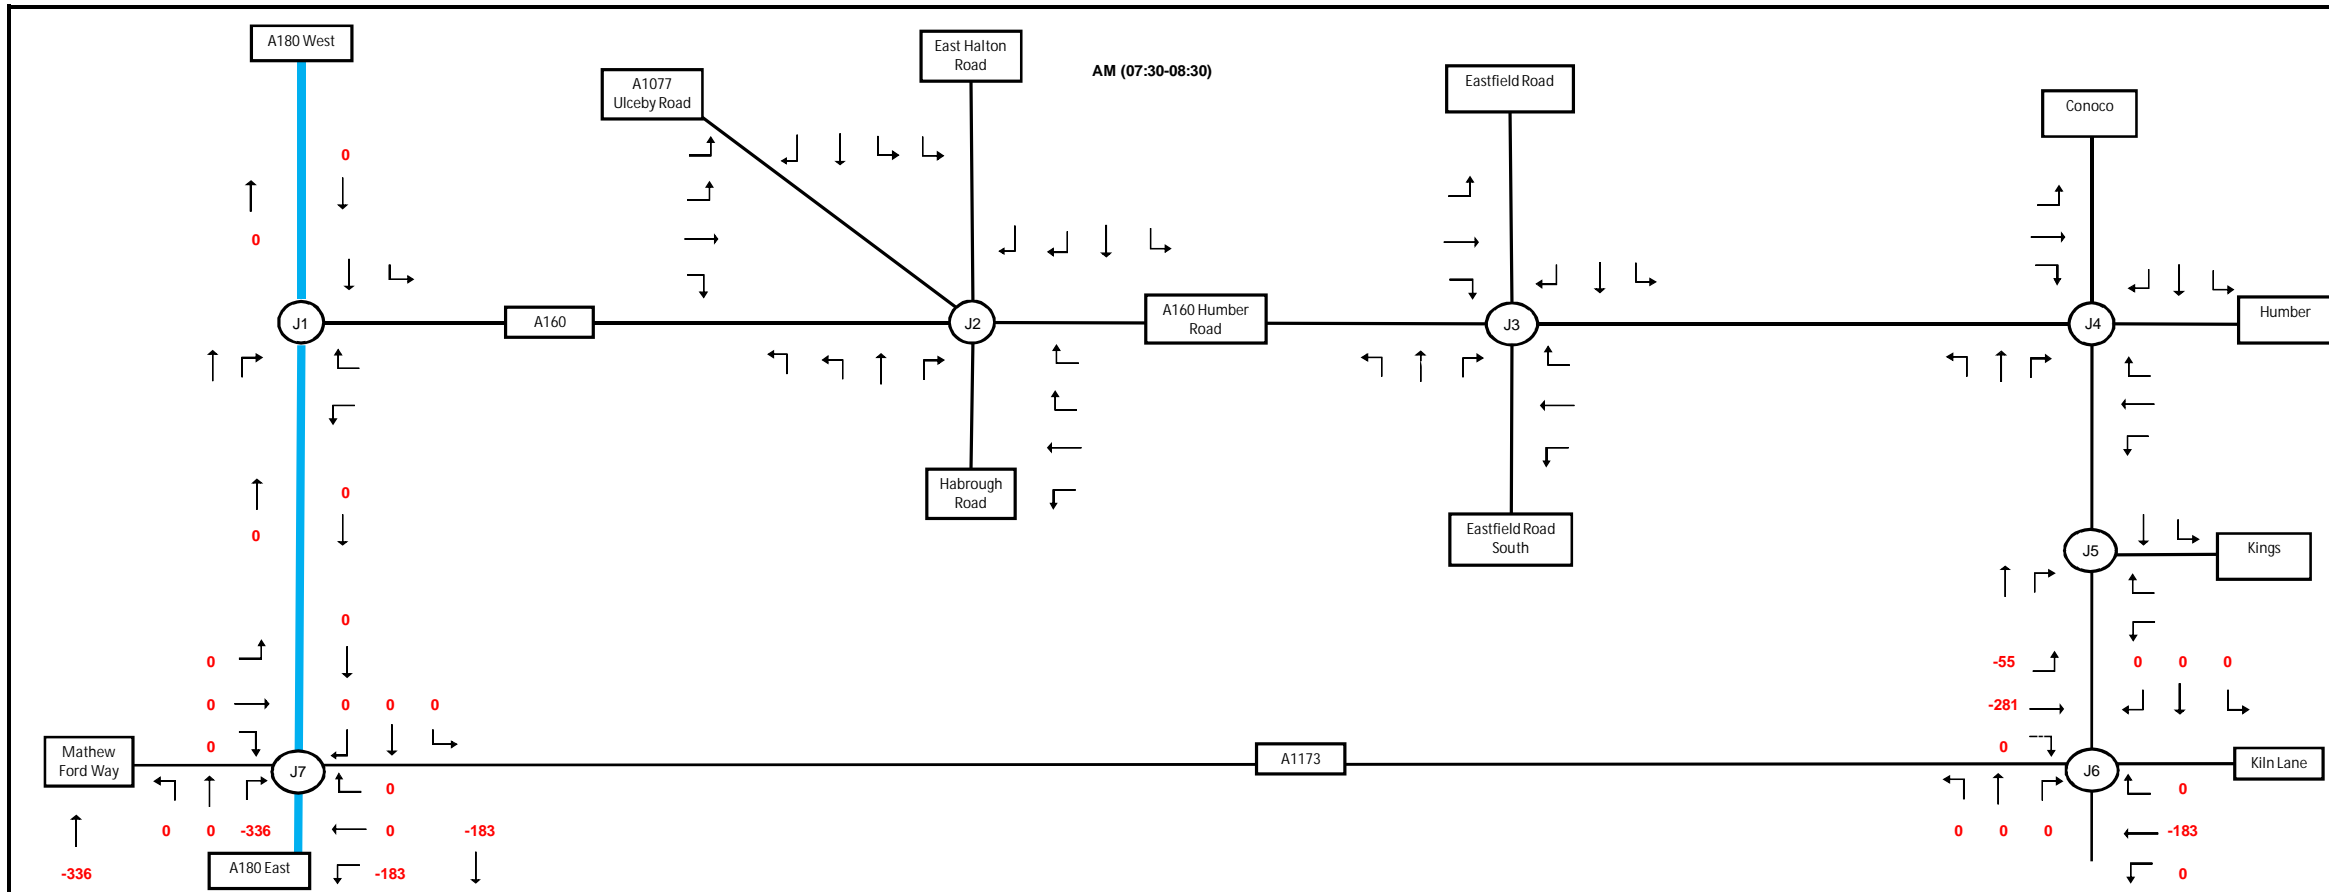 A180 West
East Halton
Road
AM (07:30-08:30)
A1077
Ulceby Road
Eastfield Road
Conoco
0
0
J1
A160
J2
A160 Humber
Road
J3
J4
Humber
Habrough
Road
Eastfield Road
South
0
0
J5
Kings
0
0
-55
0 0 0
0
0 0 0
-281
0
0
Mathew
Ford Way
J7
A1173
J6
Kiln Lane
0
0
0 0 -336
0
-183
0 0 0
-183
-336
A180 East
-183
0